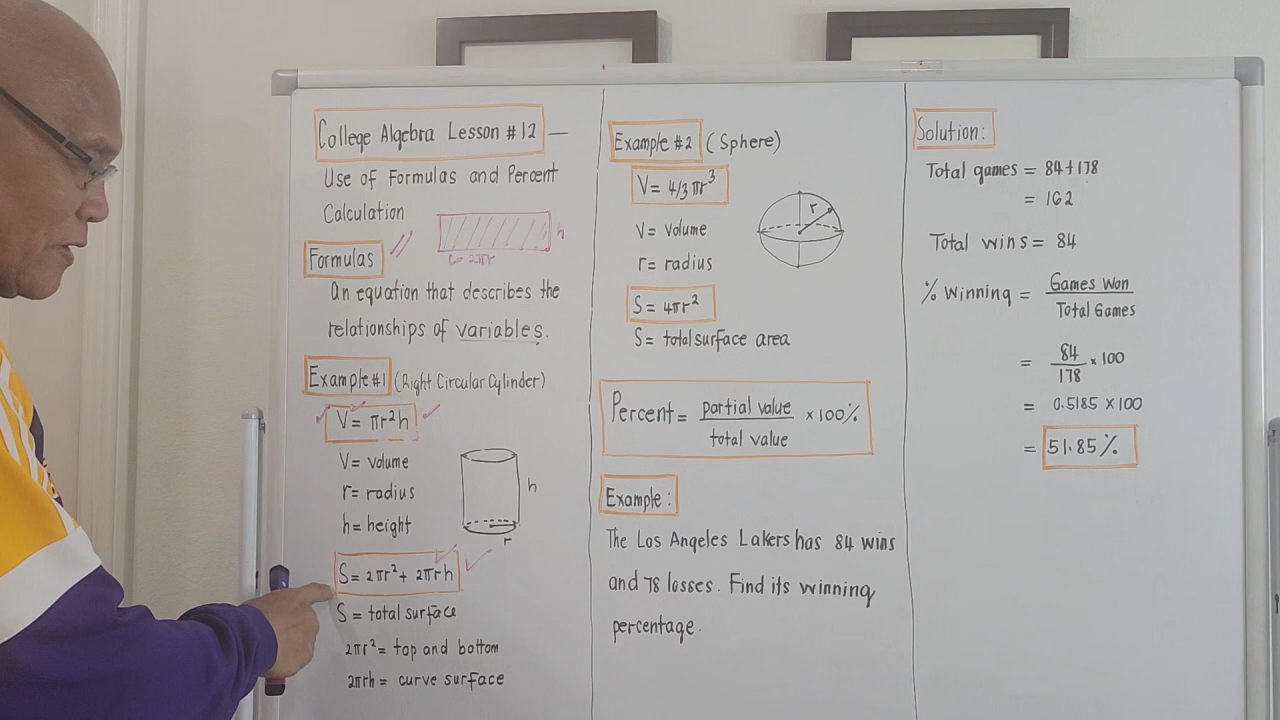 College Algebra Lesson #12 —
Use of Formulas and Percent
Calculation
h
C = 2πr
Formulas
An equation that describes the
relationships of variables.
Example #1 (Right Circular Cylinder)
V = πr²h
V = volume
r = radius
h = height
h
r
S = 2πr² + 2πrh
S = total surface
2πr² = top and bottom
2πrh = curve surface
Example #2 (Sphere)
V = 4/3 πr³
r
V = volume
r = radius
S = 4πr²
S = total surface area
Percent = partial value / total value × 100%
Example:
The Los Angeles Lakers has 84 wins
and 78 losses. Find its winning
percentage.
Solution:
Total games = 84+178
= 162
Total wins = 84
% Winning = Games Won / Total Games
= 84 / 178 × 100
= 0.5185 × 100
= 51.85%